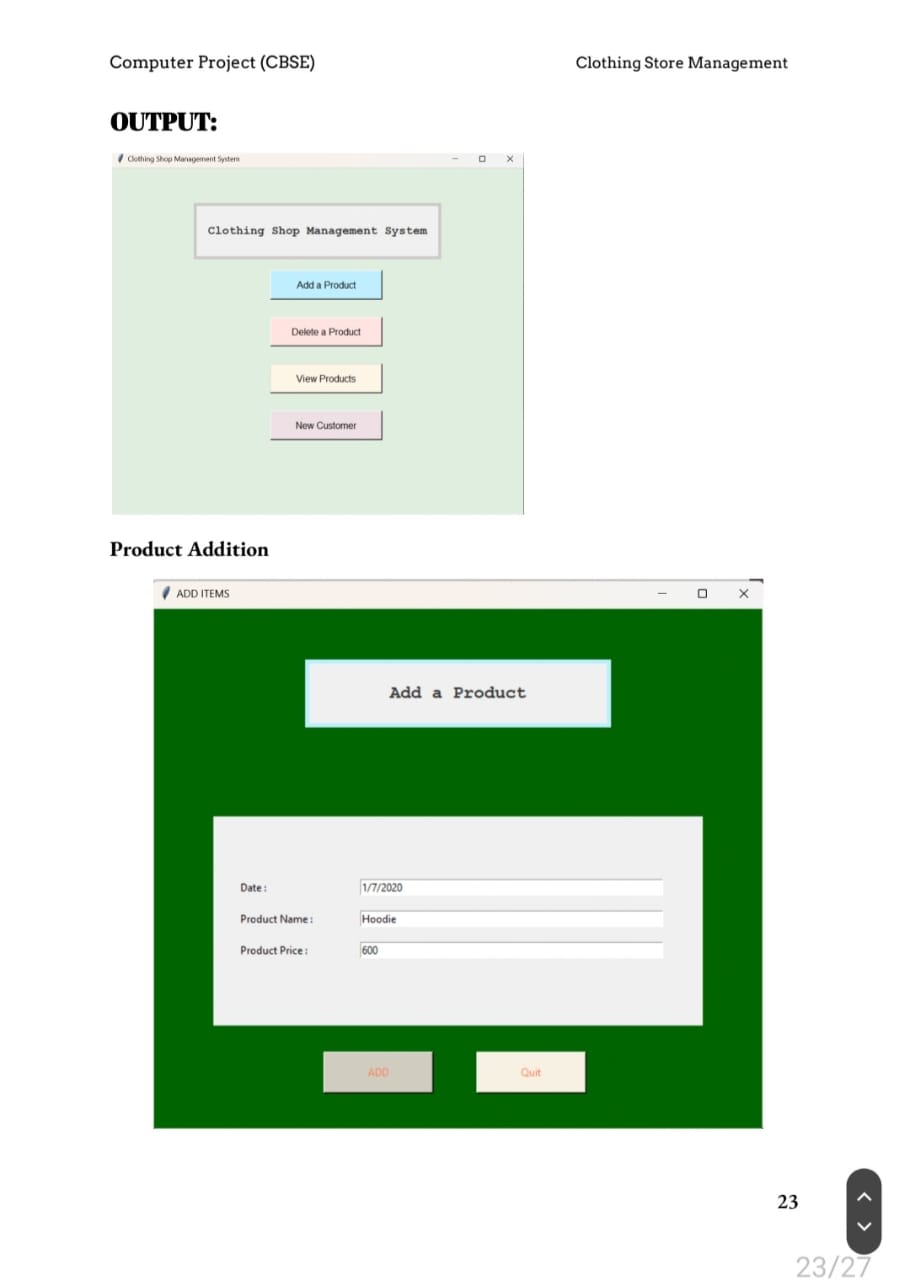 Computer Project (CBSE) Clothing Store Management
OUTPUT:
Clothing Shop Management System
Clothing Shop Management System
Add a Product
Delete a Product
View Products
New Customer
Product Addition
ADD ITEMS
Add a Product
Date : 1/7/2020
Product Name : Hoodie
Product Price : 600
ADD Quit
23
23/27